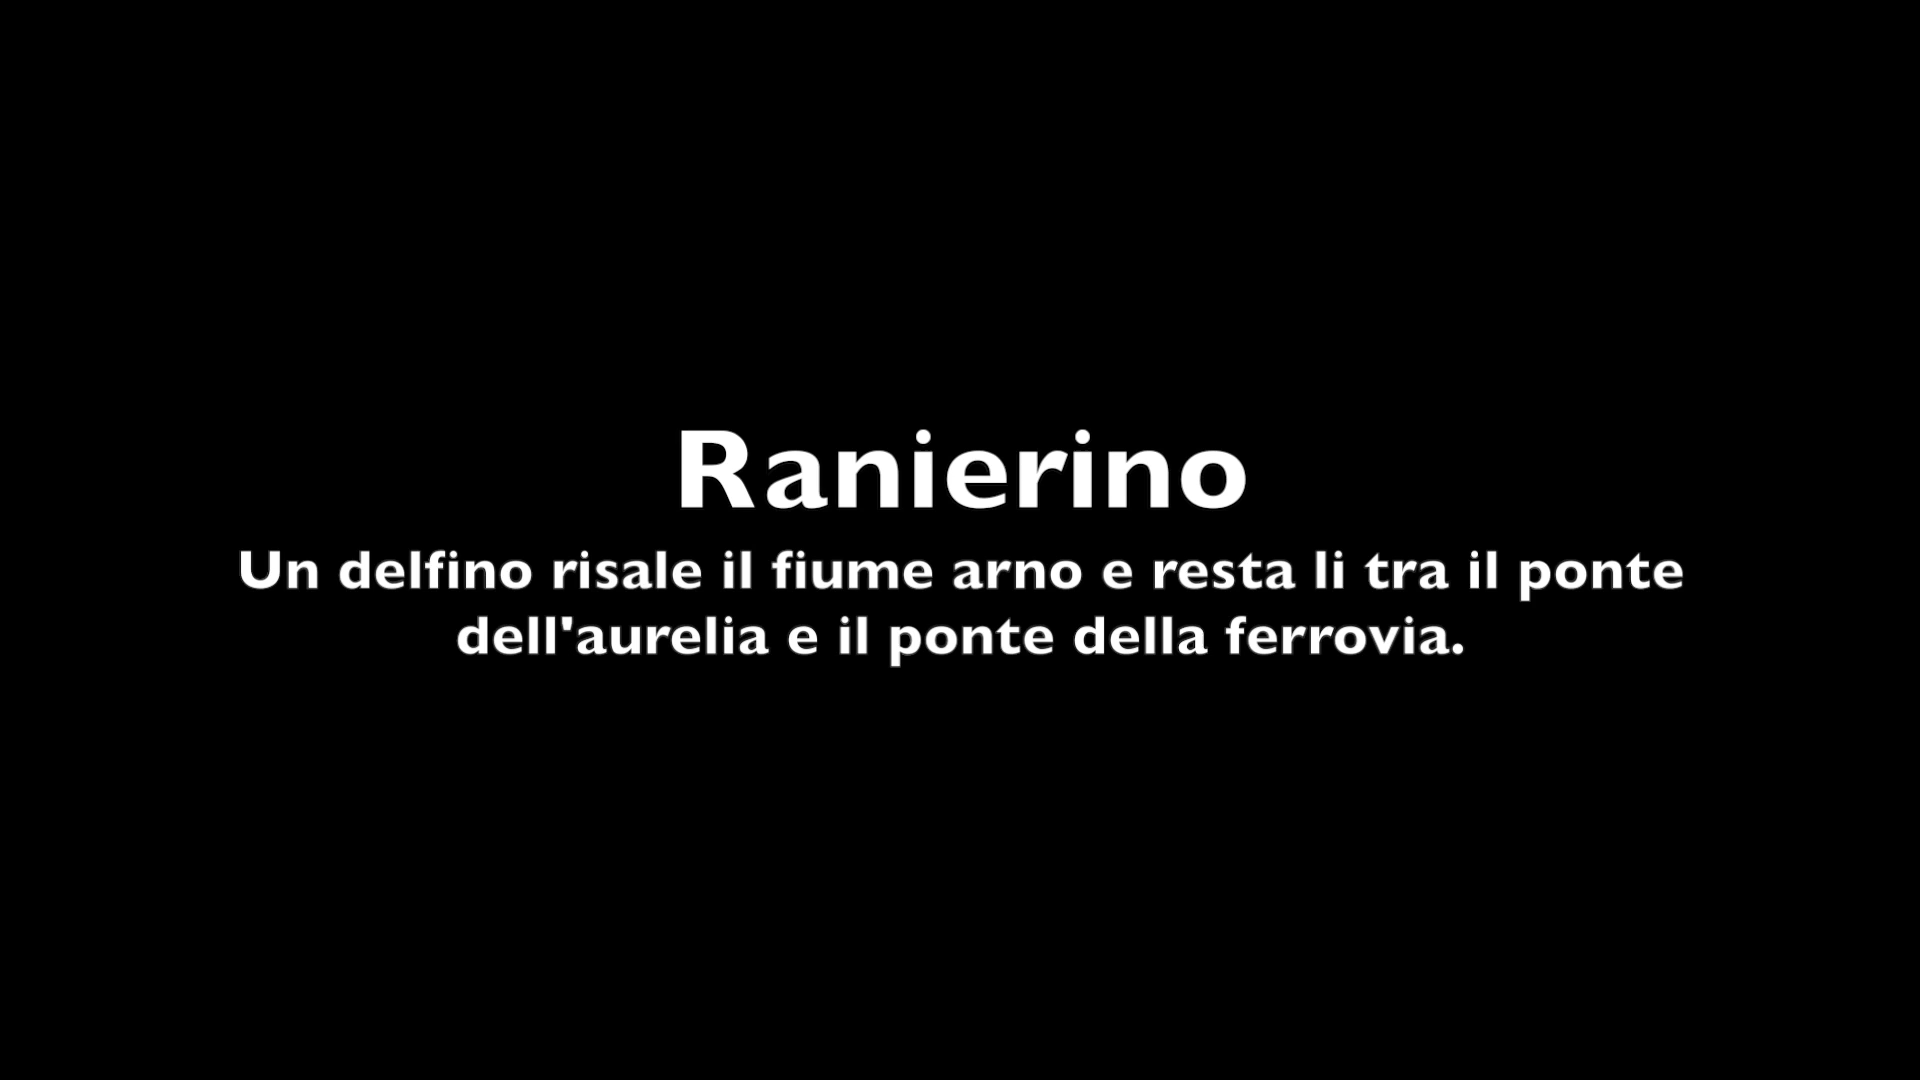 Ranierino
Un delfino risale il fiume arno e resta li tra il ponte
dell'aurelia e il ponte della ferrovia.